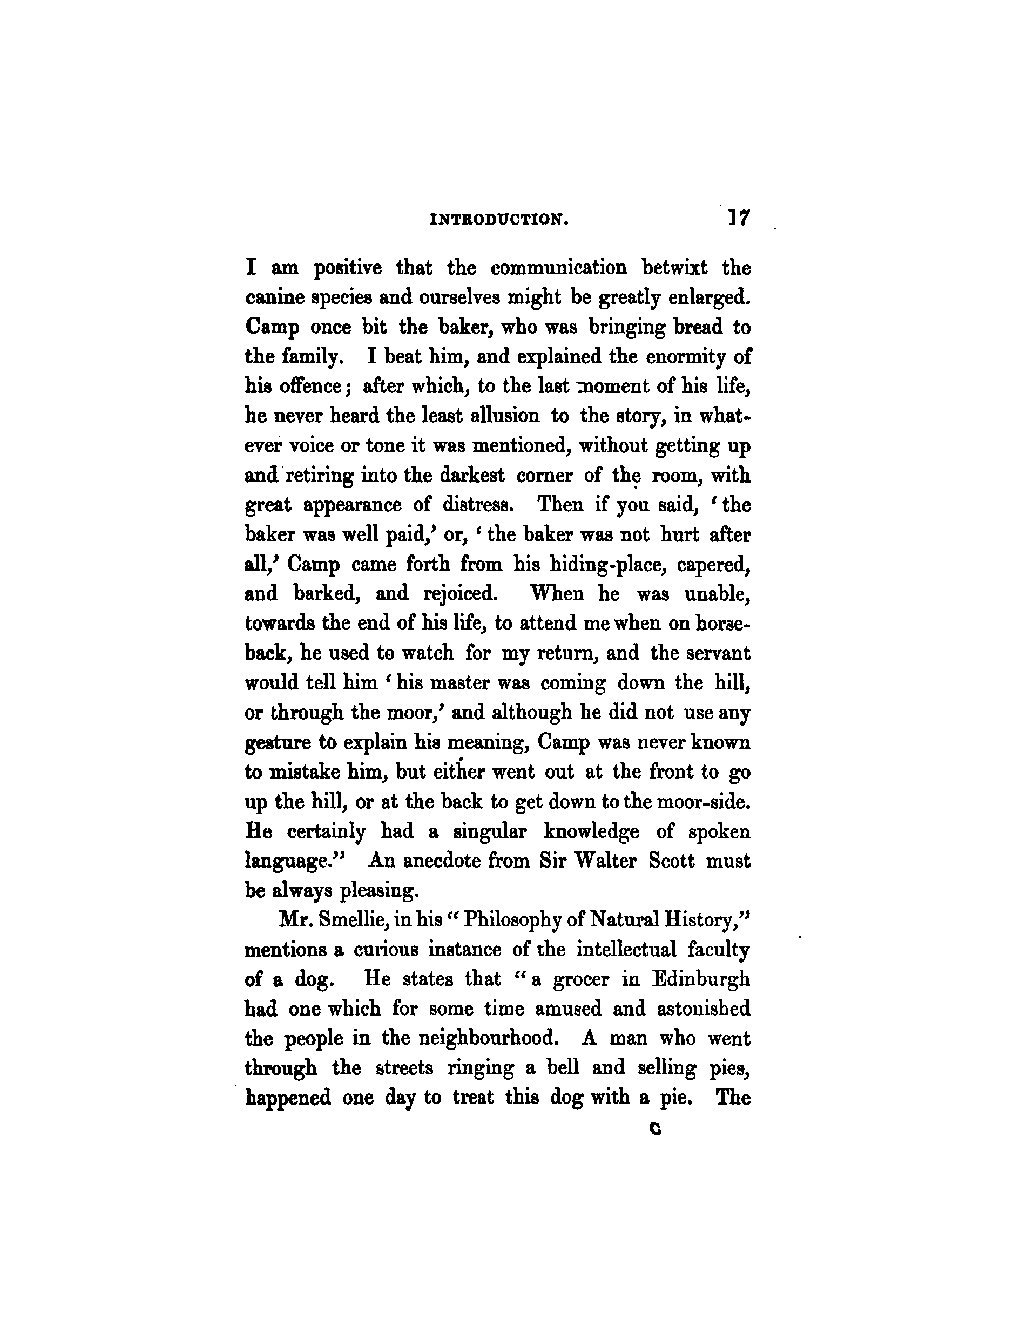 INTRODUCTION. 17
I am positive that the communication betwixt the
canine species and ourselves might be greatly enlarged.
Camp once bit the baker, who was bringing bread to
the family. I beat him, and explained the enormity of
his offence; after which, to the last moment of his life,
he never heard the least allusion to the story, in what-
ever voice or tone it was mentioned, without getting up
and retiring into the darkest corner of the room, with
great appearance of distress. Then if you said, ‘the
baker was well paid,’ or, ‘the baker was not hurt after
all,’ Camp came forth from his hiding-place, capered,
and barked, and rejoiced. When he was unable,
towards the end of his life, to attend me when on horse-
back, he used to watch for my return, and the servant
would tell him ‘his master was coming down the hill,
or through the moor,’ and although he did not use any
gesture to explain his meaning, Camp was never known
to mistake him, but either went out at the front to go
up the hill, or at the back to get down to the moor-side.
He certainly had a singular knowledge of spoken
language.” An anecdote from Sir Walter Scott must
be always pleasing.
Mr. Smellie, in his “Philosophy of Natural History,”
mentions a curious instance of the intellectual faculty
of a dog. He states that “a grocer in Edinburgh
had one which for some time amused and astonished
the people in the neighbourhood. A man who went
through the streets ringing a bell and selling pies,
happened one day to treat this dog with a pie. The
C